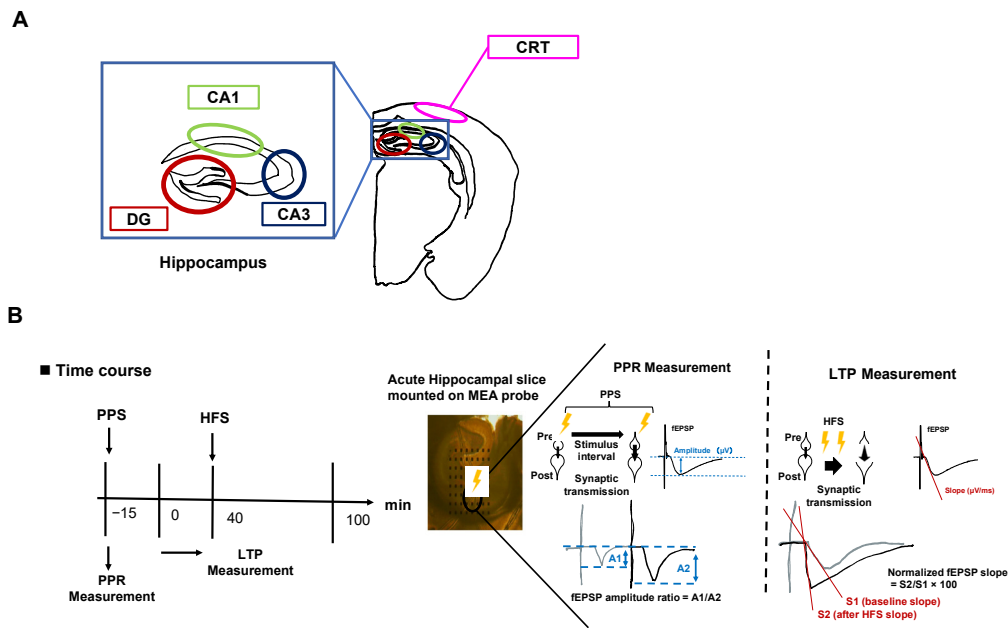 A
CRT
CA1
DG
CA3
Hippocampus
B
■ Time course
PPS
HFS
−15
0
40
100
min
PPR
Measurement
LTP
Measurement
Acute Hippocampal slice
mounted on MEA probe
PPR Measurement
PPS
Pre
Post
Stimulus
interval
Synaptic
transmission
fEPSP
Amplitude (μV)
A1
A2
fEPSP amplitude ratio = A1/A2
LTP Measurement
HFS
Pre
Post
Synaptic
transmission
fEPSP
Slope (μV/ms)
Normalized fEPSP slope
= S2/S1 × 100
S1 (baseline slope)
S2 (after HFS slope)